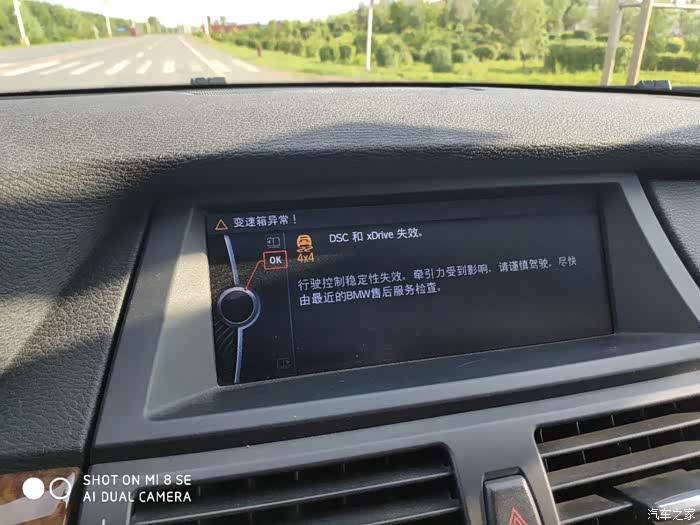 变速箱异常！
DSC 和 xDrive 失效。
OK
4x4
行驶控制稳定性失效，牵引力受到影响，请谨慎驾驶，尽快
由最近的BMW售后服务检查。
SHOT ON MI 8 SE
AI DUAL CAMERA
汽车之家